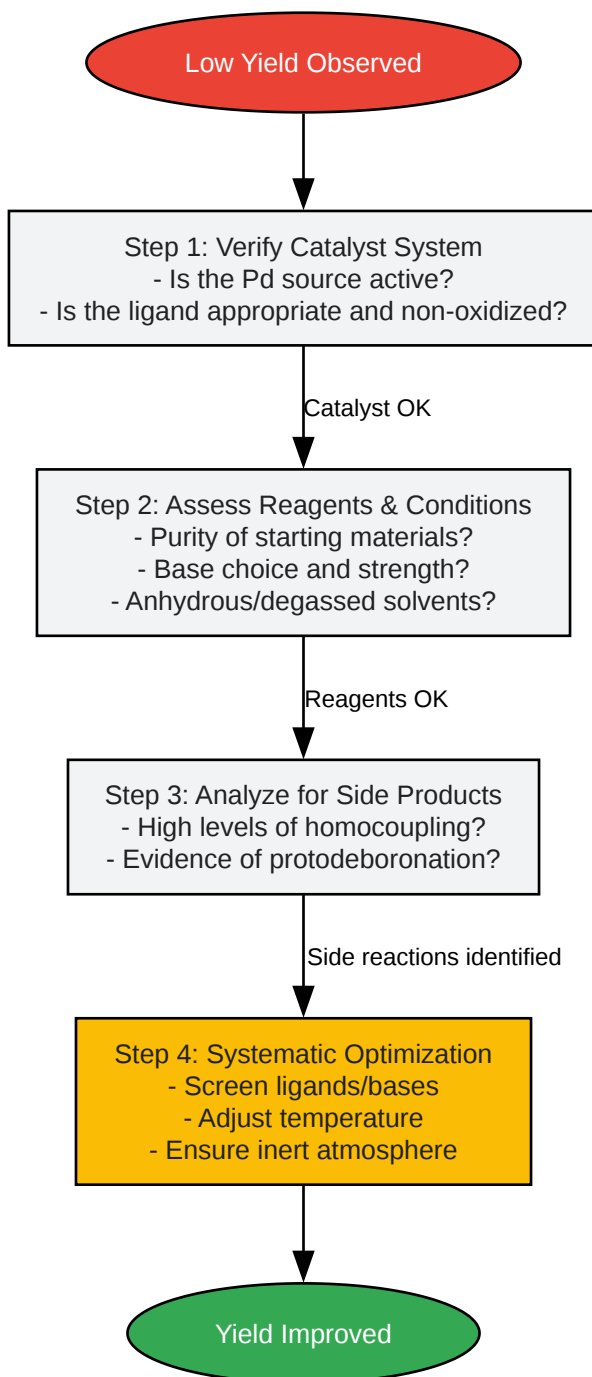 Low Yield Observed
Step 1: Verify Catalyst System
- Is the Pd source active?
- Is the ligand appropriate and non-oxidized?
Catalyst OK
Step 2: Assess Reagents & Conditions
- Purity of starting materials?
- Base choice and strength?
- Anhydrous/degassed solvents?
Reagents OK
Step 3: Analyze for Side Products
- High levels of homocoupling?
- Evidence of protodeboronation?
Side reactions identified
Step 4: Systematic Optimization
- Screen ligands/bases
- Adjust temperature
- Ensure inert atmosphere
Yield Improved